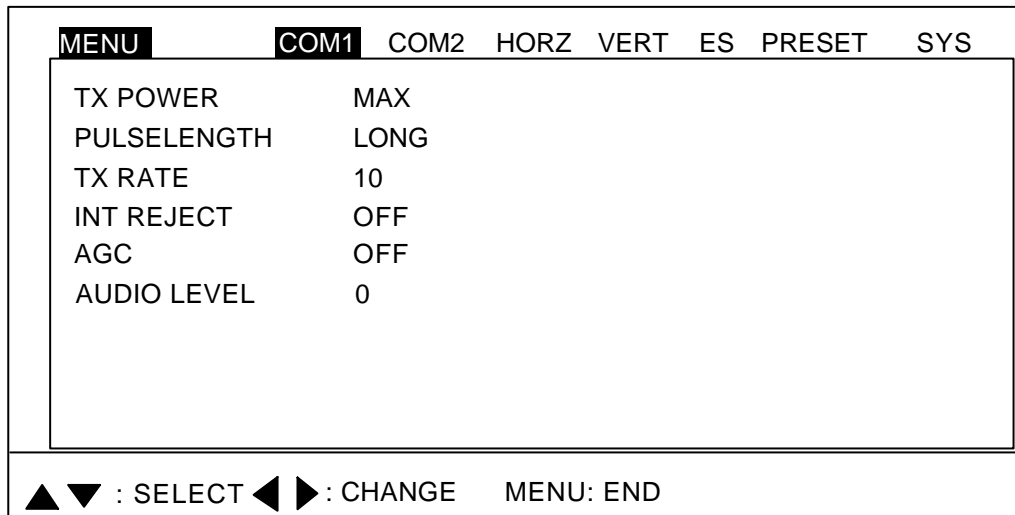 MENU COM1 COM2 HORZ VERT ES PRESET SYS
TX POWER MAX
PULSELENGTH LONG
TX RATE 10
INT REJECT OFF
AGC OFF
AUDIO LEVEL 0
▲ ▼ : SELECT ◀ ▶ : CHANGE MENU: END